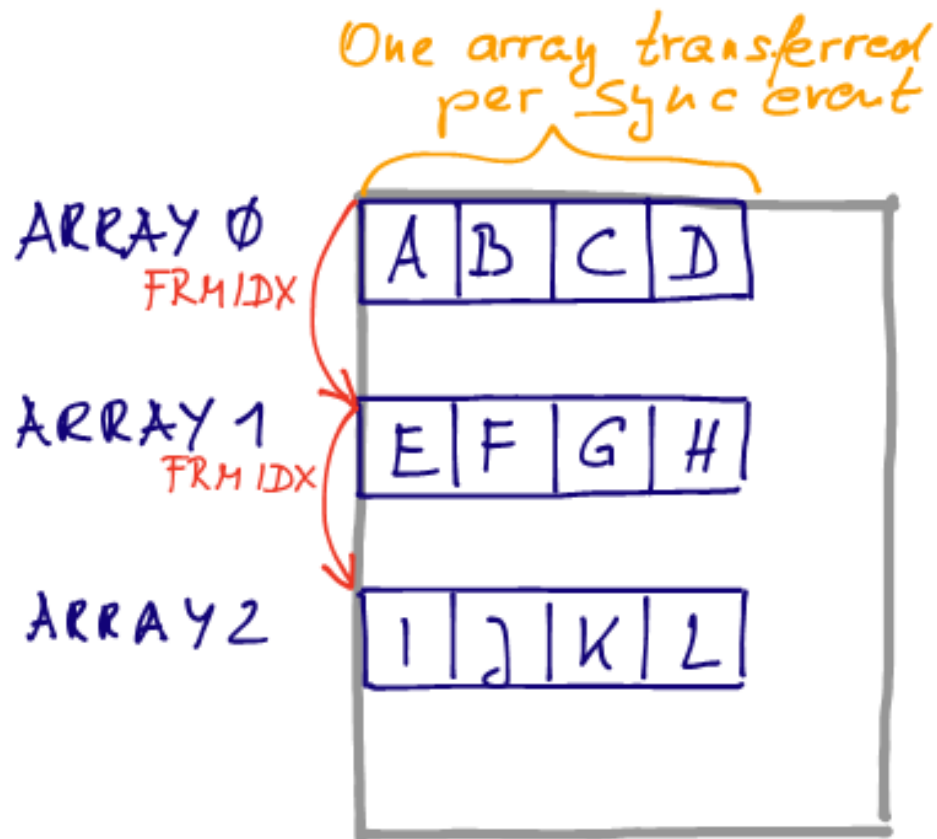 One array transferred
per Sync event
ARRAY 0
A B C D
FRMIDX
ARRAY 1
E F G H
FRMIDX
ARRAY 2
I J K L